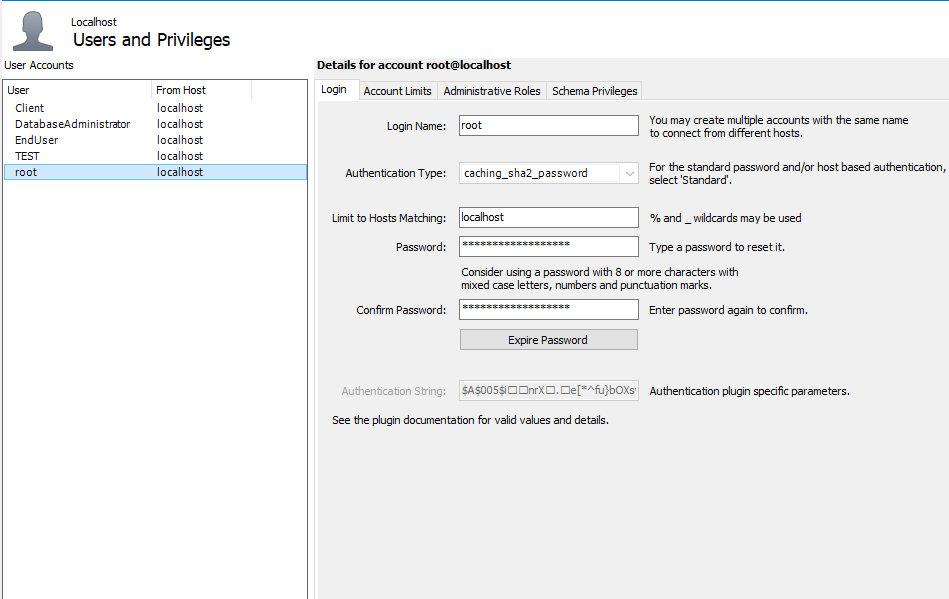 Localhost
Users and Privileges
User Accounts
User From Host
Client localhost
DatabaseAdministrator localhost
EndUser localhost
TEST localhost
root localhost
Details for account root@localhost
Login Account Limits Administrative Roles Schema Privileges
Login Name: root
You may create multiple accounts with the same name
to connect from different hosts.
Authentication Type: caching_sha2_password
For the standard password and/or host based authentication,
select 'Standard'.
Limit to Hosts Matching: localhost % and _ wildcards may be used
Password: ****************** Type a password to reset it.
Consider using a password with 8 or more characters with
mixed case letters, numbers and punctuation marks.
Confirm Password: ****************** Enter password again to confirm.
Expire Password
Authentication String: Authentication plugin specific parameters.
See the plugin documentation for valid values and details.